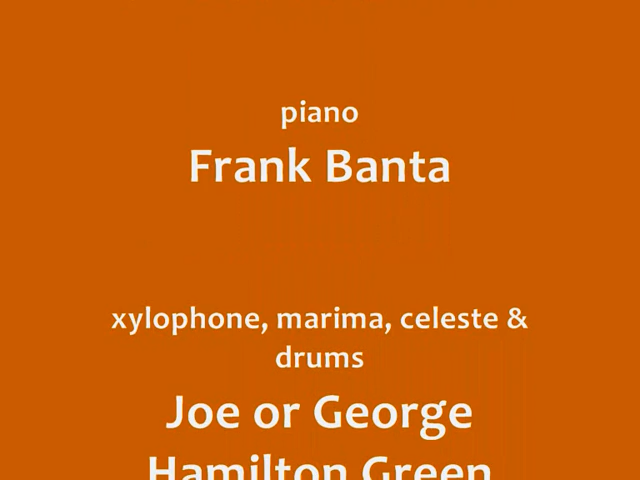 piano
Frank Banta
xylophone, marima, celeste &
drums
Joe or George
Hamilton Green